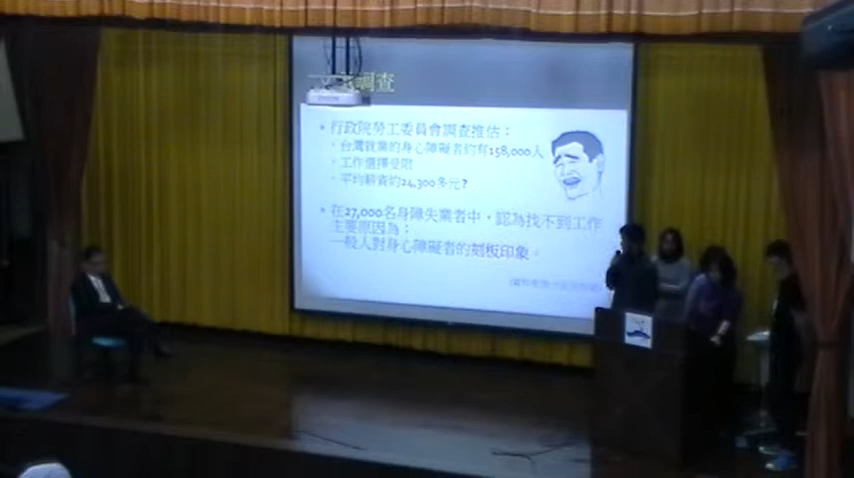 調查
• 行政院勞工委員會調查推估：
• 台灣就業的身心障礙者約有158,000人
• 工作選擇受限
• 平均薪資約24,300多元?
• 在27,000名身障失業者中，認為找不到工作
主要原因為：
一般人對身心障礙者的刻板印象。